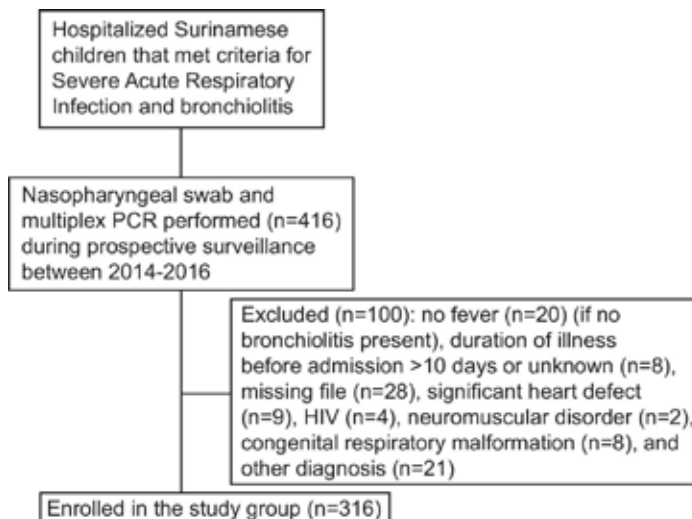 Hospitalized Surinamese
children that met criteria for
Severe Acute Respiratory
Infection and bronchiolitis
Nasopharyngeal swab and
multiplex PCR performed (n=416)
during prospective surveillance
between 2014-2016
Excluded (n=100): no fever (n=20) (if no
bronchiolitis present), duration of illness
before admission >10 days or unknown (n=8),
missing file (n=28), significant heart defect
(n=9), HIV (n=4), neuromuscular disorder (n=2),
congenital respiratory malformation (n=8), and
other diagnosis (n=21)
Enrolled in the study group (n=316)